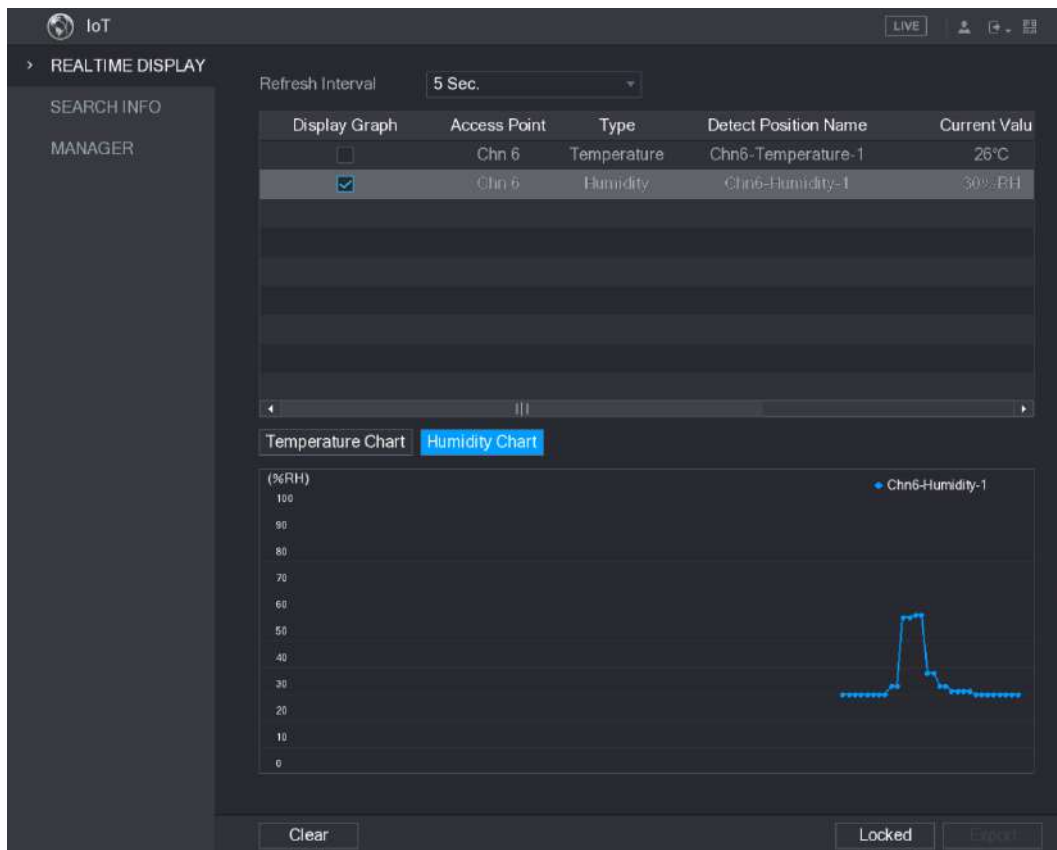 IoT
LIVE
REALTIME DISPLAY
SEARCH INFO
MANAGER
Refresh Interval 5 Sec.
Display Graph Access Point Type Detect Position Name Current Valu
Chn 6 Temperature Chn6-Temperature-1 26°C
Chn 6 Humidity Chn6-Humidity-1 30%RH
Temperature Chart Humidity Chart
(%RH)
Chn6-Humidity-1
100
90
80
70
60
50
40
30
20
10
0
Clear Locked Export